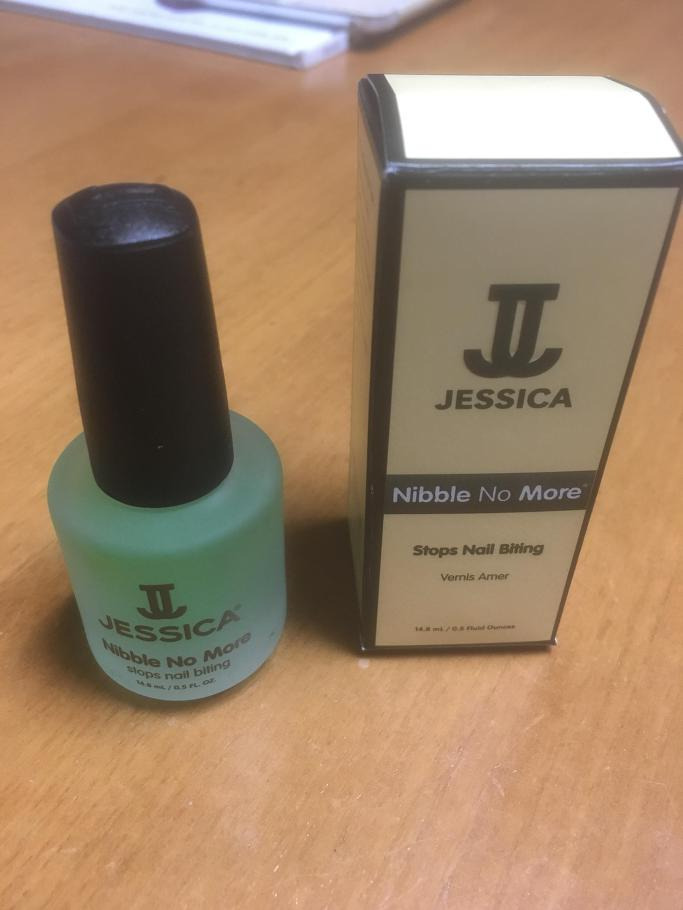 JESSICA®
Nibble No More
stops nail biting
14.8 mL / 0.5 FL. OZ.
JESSICA
Nibble No More™
Stops Nail Biting
Vernis Amer
14.8 mL / 0.5 Fluid Ounces